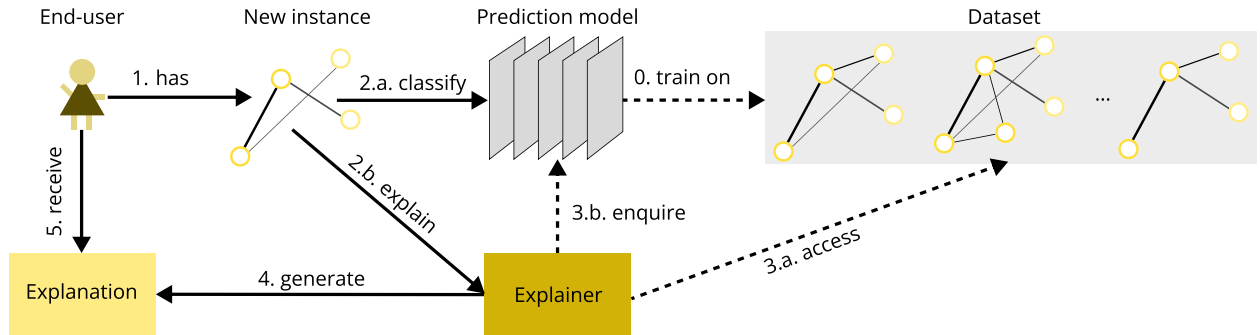 End-user
New instance
Prediction model
Dataset
1. has
2.a. classify
0. train on
...
2.b. explain
5. receive
3.b. enquire
3.a. access
4. generate
Explanation
Explainer